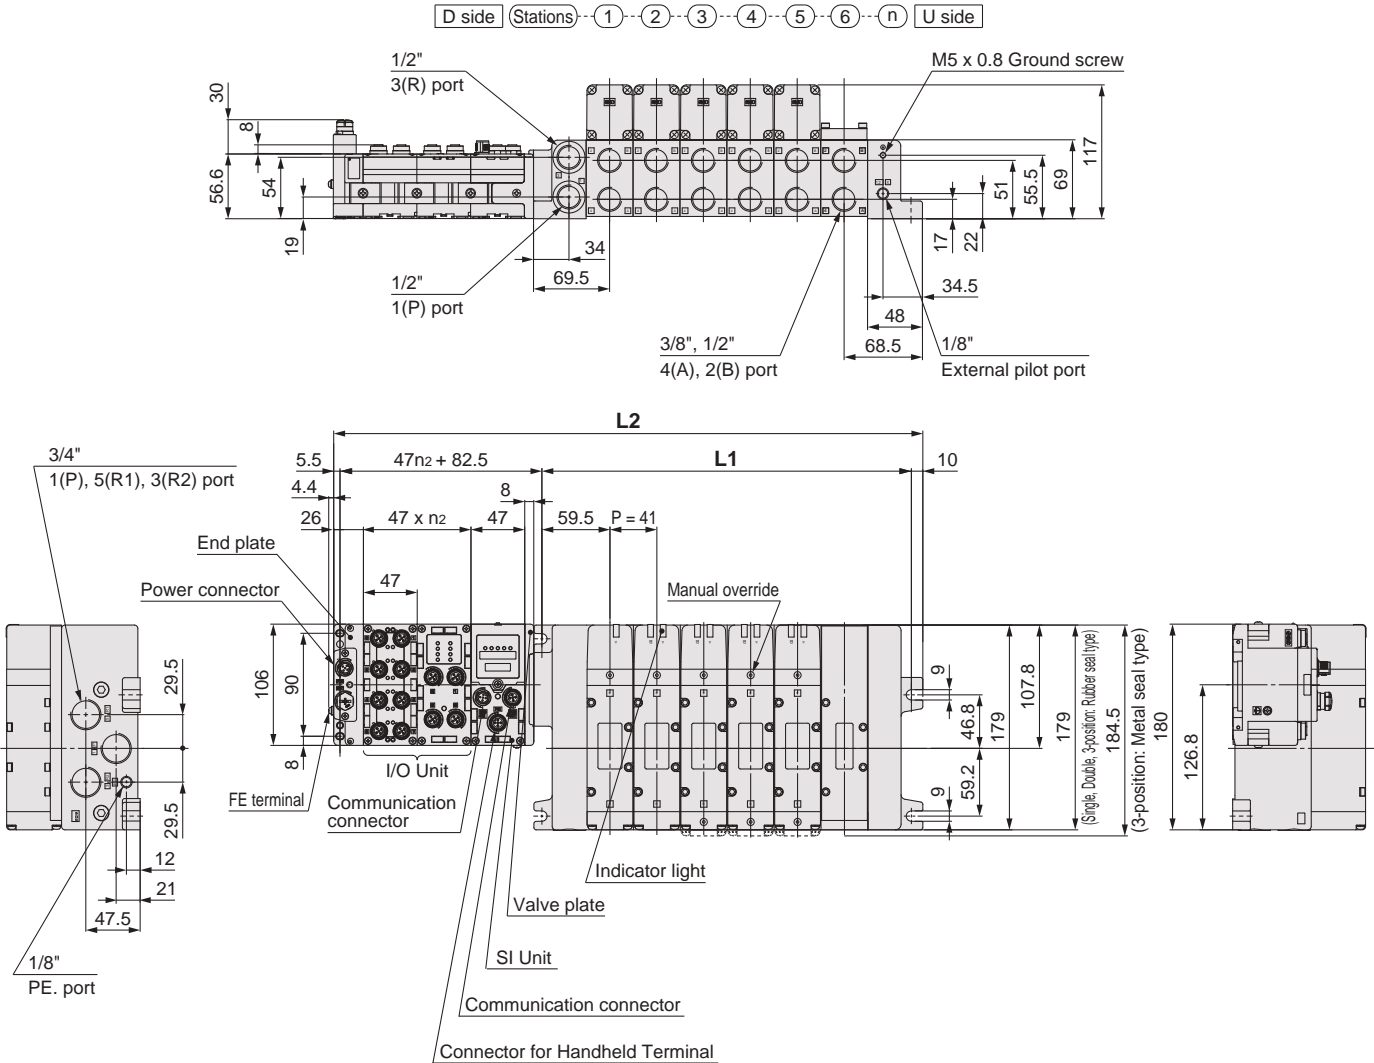 D side Stations 1 2 3 4 5 6 n U side
1/2"
3(R) port
M5 x 0.8 Ground screw
30
8
56.6
54
19
34
69.5
1/2"
1(P) port
3/8", 1/2"
4(A), 2(B) port
117
69
55.5
51
17
22
34.5
48
68.5
1/8"
External pilot port
L2
5.5
47n2 + 82.5
L1
10
4.4
8
26
47 x n2
47
59.5
P = 41
47
3/4"
1(P), 5(R1), 3(R2) port
End plate
Power connector
Manual override
29.5
29.5
12
21
47.5
1/8"
PE. port
106
90
8
I/O Unit
FE terminal
Communication
connector
Indicator light
Valve plate
SI Unit
Communication connector
Connector for Handheld Terminal
9
46.8
59.2
9
179
107.8
179
(Single, Double, 3-position: Rubber seal type)
184.5
(3-position: Metal seal type)
180
126.8